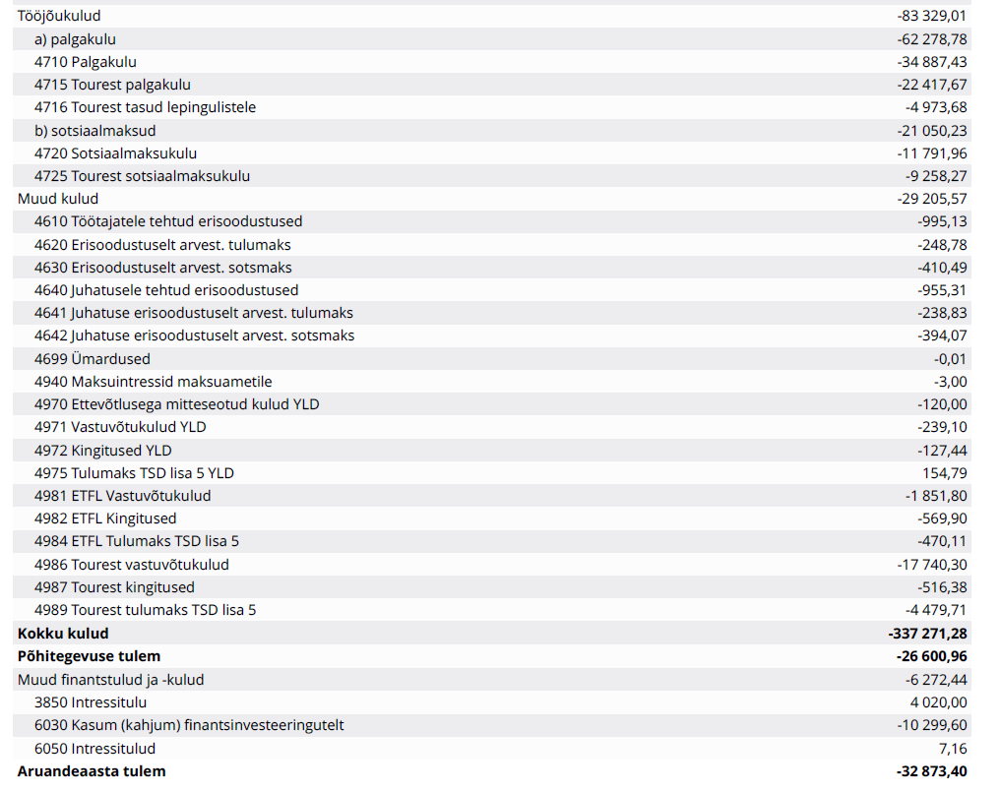 Tööjõukulud -83 329,01
a) palgakulu -62 278,78
4710 Palgakulu -34 887,43
4715 Tourest palgakulu -22 417,67
4716 Tourest tasud lepingulistele -4 973,68
b) sotsiaalmaksud -21 050,23
4720 Sotsiaalmaksukulu -11 791,96
4725 Tourest sotsiaalmaksukulu -9 258,27
Muud kulud -29 205,57
4610 Töötajatele tehtud erisoodustused -995,13
4620 Erisoodustuselt arvest. tulumaks -248,78
4630 Erisoodustuselt arvest. sotsmaks -410,49
4640 Juhatusele tehtud erisoodustused -955,31
4641 Juhatuse erisoodustuselt arvest. tulumaks -238,83
4642 Juhatuse erisoodustuselt arvest. sotsmaks -394,07
4699 Ümardused -0,01
4940 Maksuintressid maksuametile -3,00
4970 Ettevõtlusega mitteseotud kulud YLD -120,00
4971 Vastuvõtukulud YLD -239,10
4972 Kingitused YLD -127,44
4975 Tulumaks TSD lisa 5 YLD 154,79
4981 ETFL Vastuvõtukulud -1 851,80
4982 ETFL Kingitused -569,90
4984 ETFL Tulumaks TSD lisa 5 -470,11
4986 Tourest vastuvõtukulud -17 740,30
4987 Tourest kingitused -516,38
4989 Tourest tulumaks TSD lisa 5 -4 479,71
Kokku kulud -337 271,28
Põhitegevuse tulem -26 600,96
Muud finantstulud ja -kulud -6 272,44
3850 Intressitulu 4 020,00
6030 Kasum (kahjum) finantsinvesteeringutelt -10 299,60
6050 Intressitulud 7,16
Aruandeaasta tulem -32 873,40